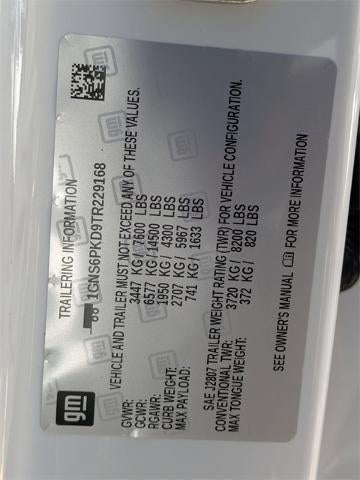 gm
TRAILERING INFORMATION
1GNS6PKD9TR229168
VEHICLE AND TRAILER MUST NOT EXCEED ANY OF THESE VALUES.
GVWR: 3447 KG / 7600 LBS
GCWR: 6577 KG / 14500 LBS
RGAWR: 1950 KG / 4300 LBS
CURB WEIGHT: 2707 KG / 5967 LBS
MAX PAYLOAD: 741 KG / 1633 LBS
SAE J2807 TRAILER WEIGHT RATING (TWR) FOR VEHICLE CONFIGURATION.
CONVENTIONAL TWR: 3720 KG / 8200 LBS
MAX TONGUE WEIGHT: 372 KG / 820 LBS
SEE OWNER'S MANUAL FOR MORE INFORMATION